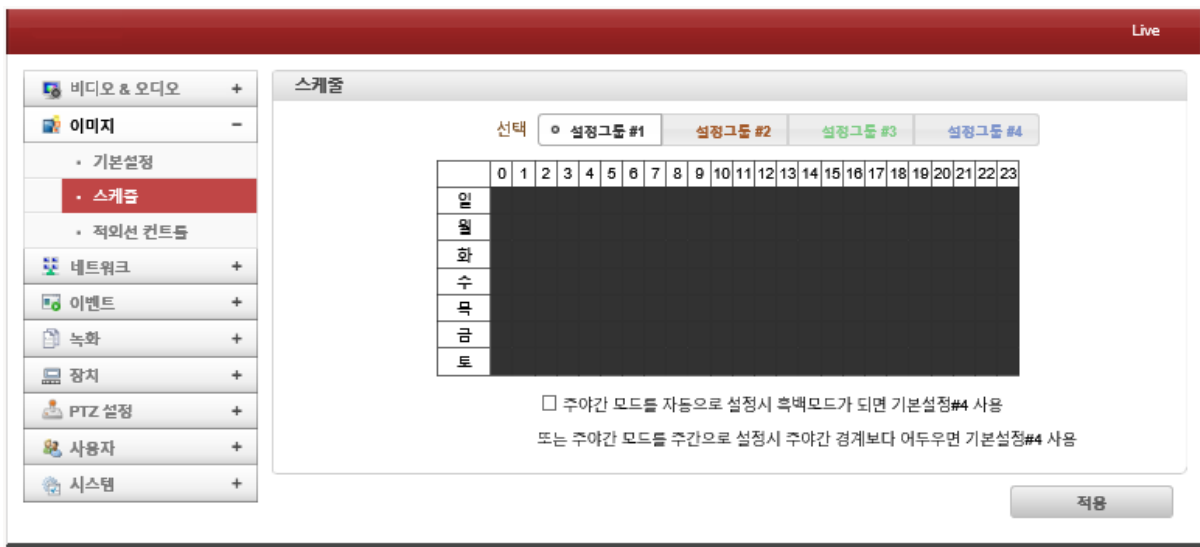 Live
비디오 & 오디오 +
이미지 -
기본설정
스케줄
적외선 컨트롤
네트워크 +
이벤트 +
녹화 +
장치 +
PTZ 설정 +
사용자 +
시스템 +
스케줄
선택 설정그룹 #1 설정그룹 #2 설정그룹 #3 설정그룹 #4
0 1 2 3 4 5 6 7 8 9 10 11 12 13 14 15 16 17 18 19 20 21 22 23
일
월
화
수
목
금
토
주야간 모드를 자동으로 설정시 흑백모드가 되면 기본설정#4 사용
또는 주야간 모드를 주간으로 설정시 주야간 경계보다 어두우면 기본설정#4 사용
적용